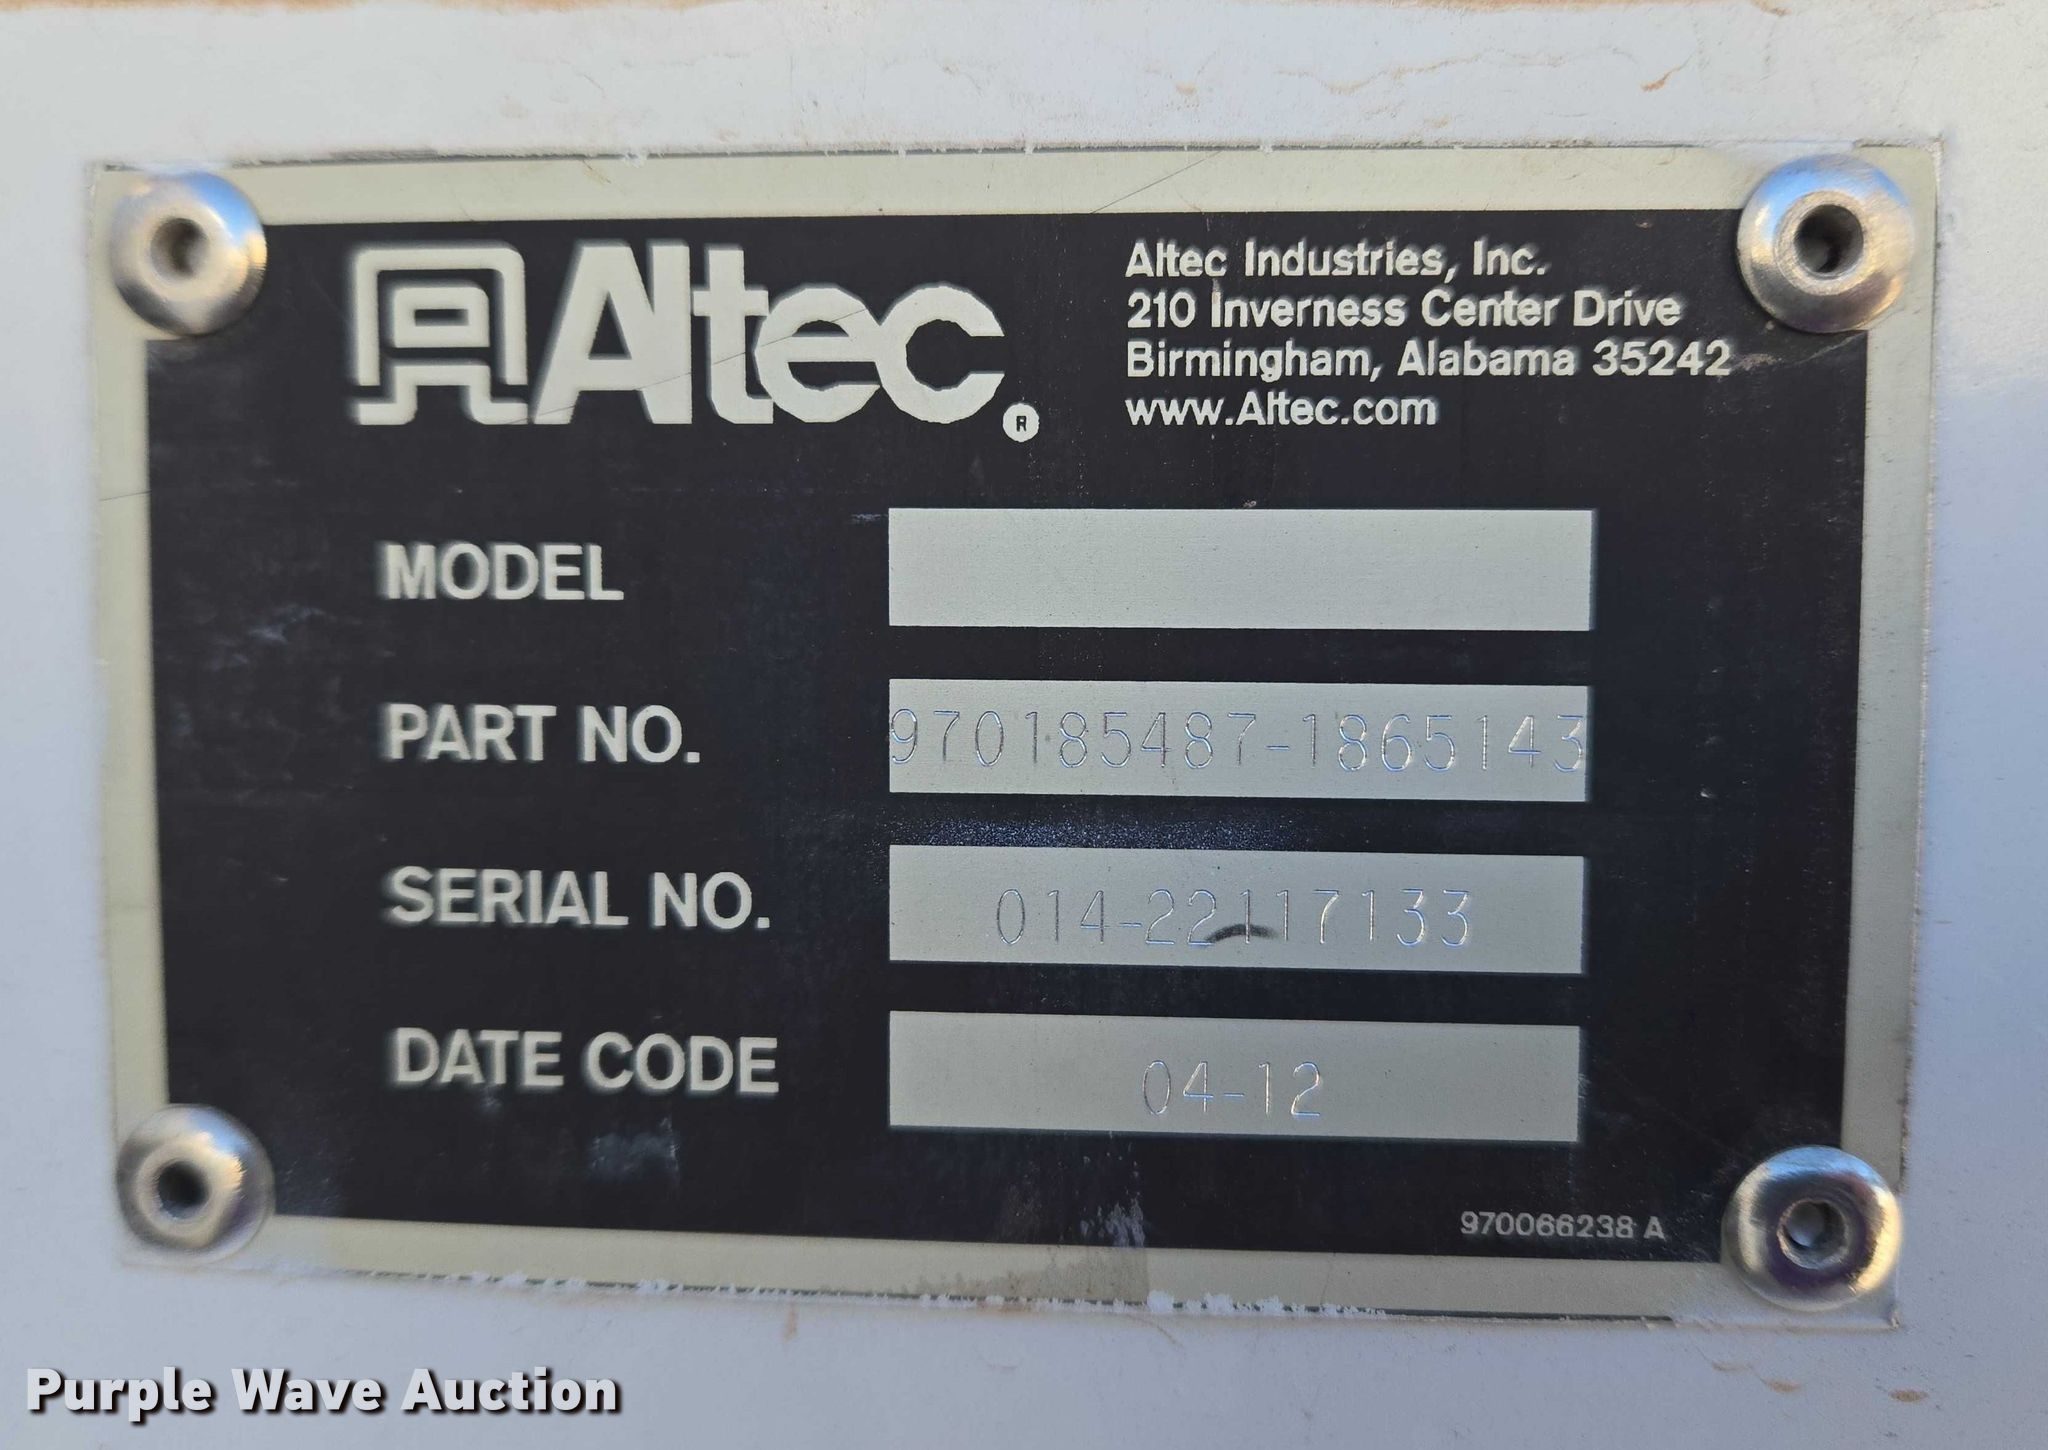 Altec
R
Altec Industries, Inc.
210 Inverness Center Drive
Birmingham, Alabama 35242
www.Altec.com
MODEL
PART NO. 970185487-1865143
SERIAL NO. 014-22117133
DATE CODE 04-12
970066238 A
Purple Wave Auction